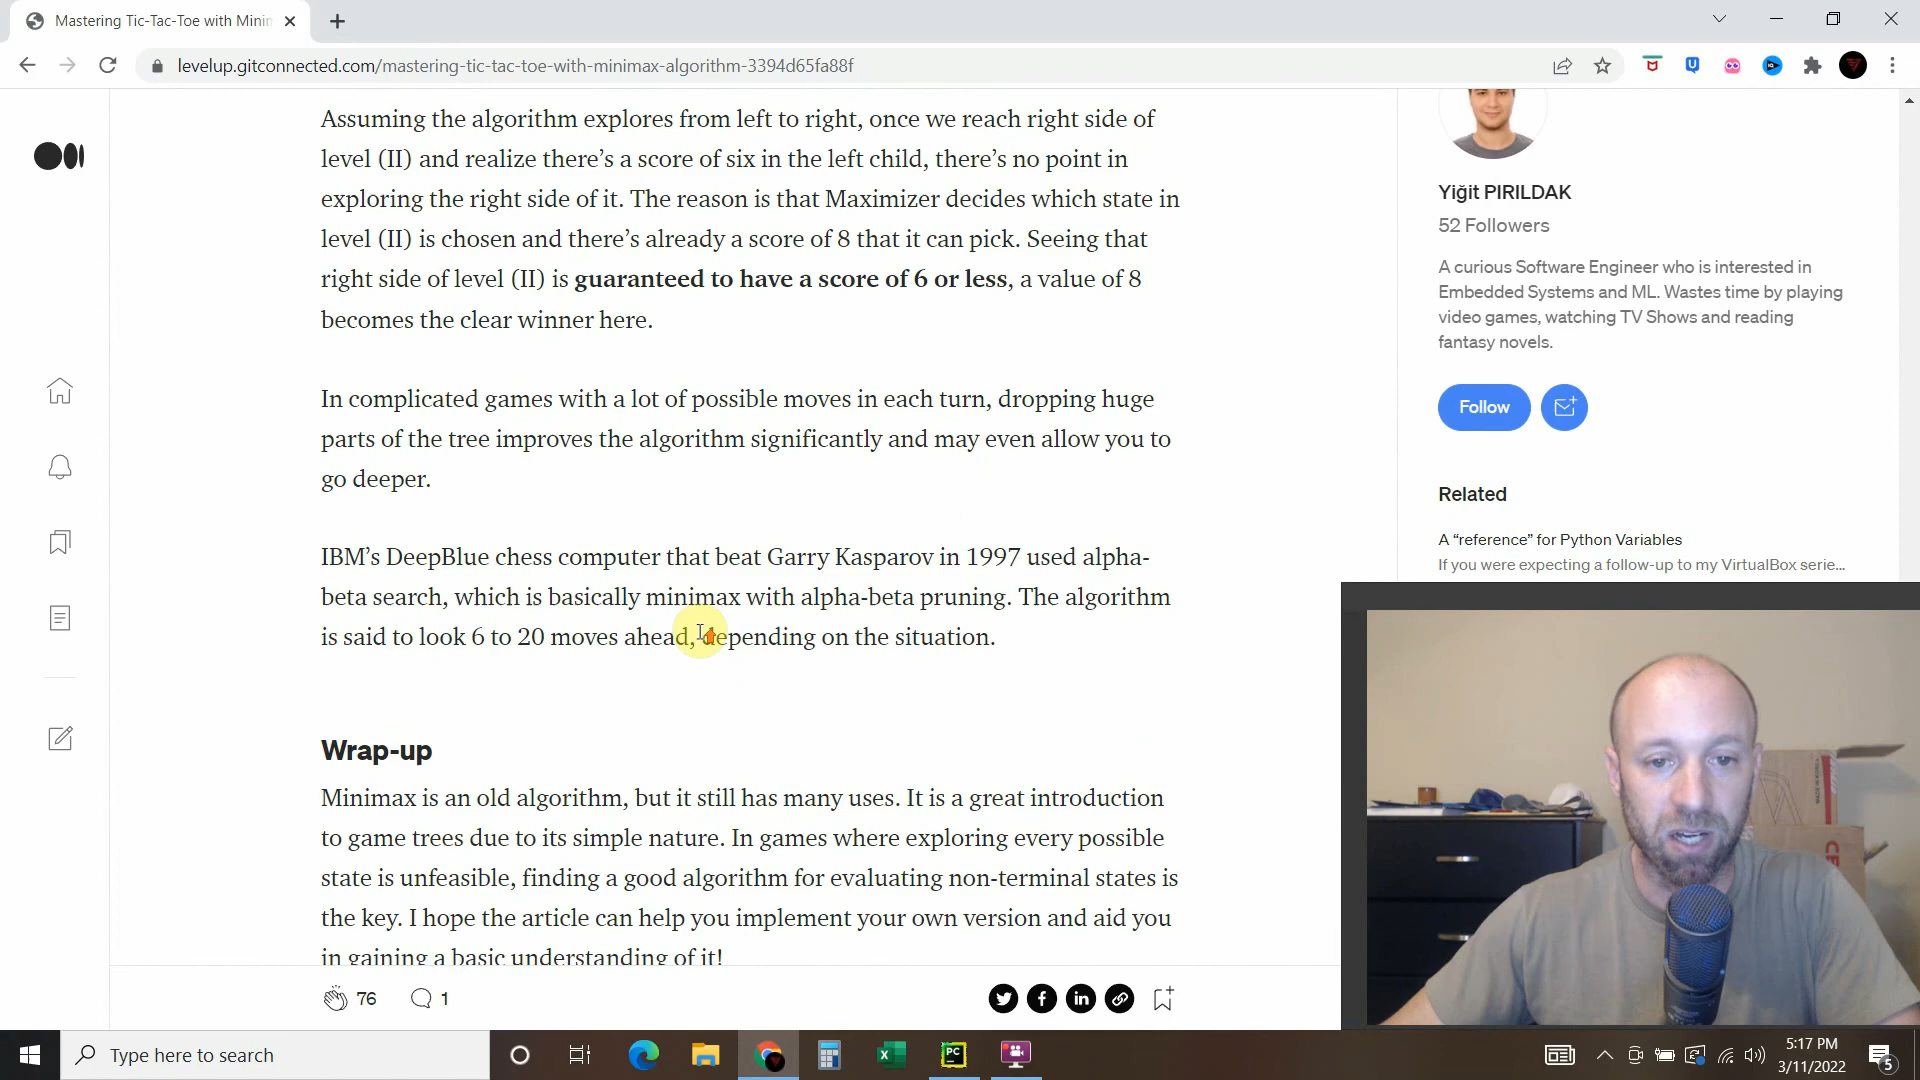 Mastering Tic-Tac-Toe with Minim
levelup.gitconnected.com/mastering-tic-tac-toe-with-minimax-algorithm-3394d65fa88f
Assuming the algorithm explores from left to right, once we reach right side of
level (II) and realize there’s a score of six in the left child, there’s no point in
exploring the right side of it. The reason is that Maximizer decides which state in
level (II) is chosen and there’s already a score of 8 that it can pick. Seeing that
right side of level (II) is guaranteed to have a score of 6 or less, a value of 8
becomes the clear winner here.
In complicated games with a lot of possible moves in each turn, dropping huge
parts of the tree improves the algorithm significantly and may even allow you to
go deeper.
IBM’s DeepBlue chess computer that beat Garry Kasparov in 1997 used alpha-
beta search, which is basically minimax with alpha-beta pruning. The algorithm
is said to look 6 to 20 moves ahead, depending on the situation.
Wrap-up
Minimax is an old algorithm, but it still has many uses. It is a great introduction
to game trees due to its simple nature. In games where exploring every possible
state is unfeasible, finding a good algorithm for evaluating non-terminal states is
the key. I hope the article can help you implement your own version and aid you
in gaining a basic understanding of it!
76
1
Yiğit PIRILDAK
52 Followers
A curious Software Engineer who is interested in
Embedded Systems and ML. Wastes time by playing
video games, watching TV Shows and reading
fantasy novels.
Follow
Related
A “reference” for Python Variables
If you were expecting a follow-up to my VirtualBox serie...
Type here to search
PC
5:17 PM
3/11/2022
5